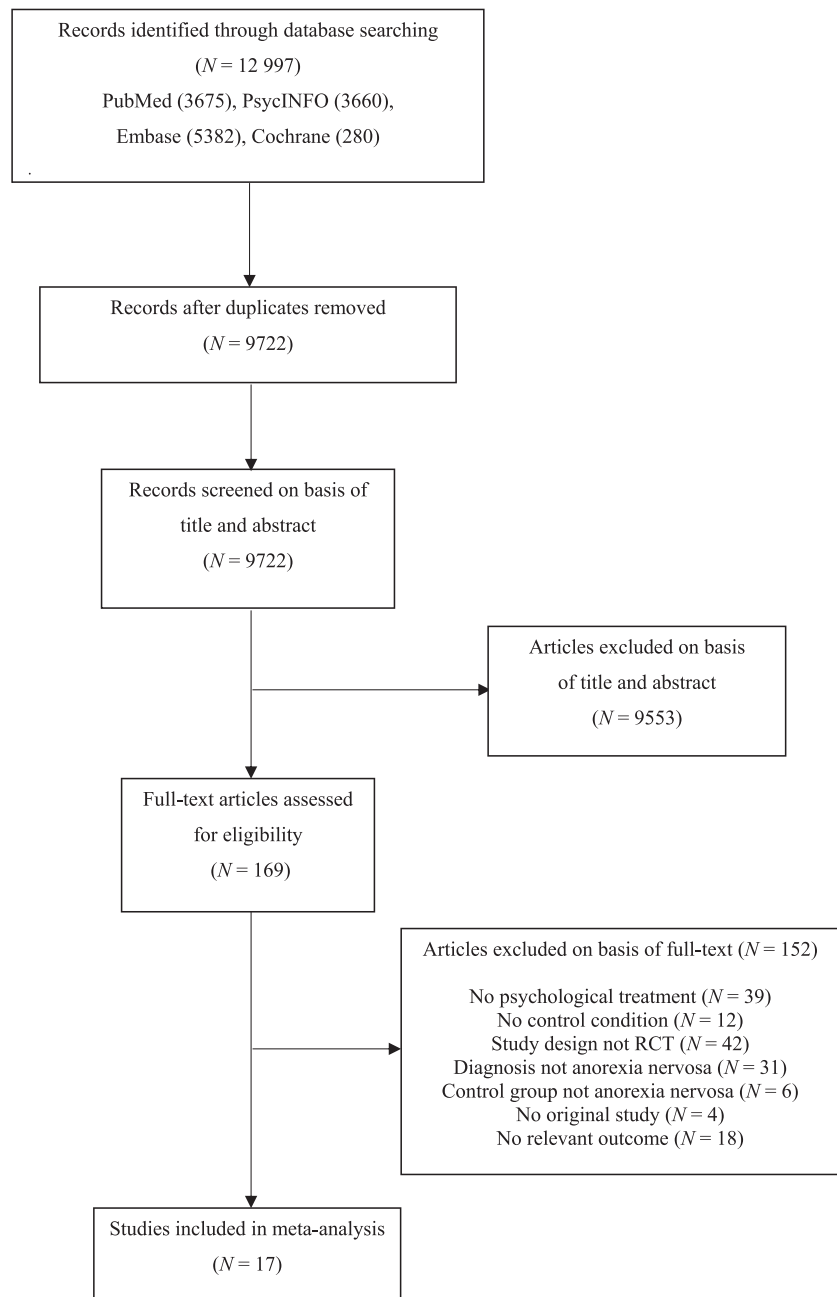 Records identified through database searching
(N = 12 997)
PubMed (3675), PsycINFO (3660),
Embase (5382), Cochrane (280)
.
Records after duplicates removed
(N = 9722)
Records screened on basis of
title and abstract
(N = 9722)
Articles excluded on basis
of title and abstract
(N = 9553)
Full-text articles assessed
for eligibility
(N = 169)
Articles excluded on basis of full-text (N = 152)
No psychological treatment (N = 39)
No control condition (N = 12)
Study design not RCT (N = 42)
Diagnosis not anorexia nervosa (N = 31)
Control group not anorexia nervosa (N = 6)
No original study (N = 4)
No relevant outcome (N = 18)
Studies included in meta-analysis
(N = 17)